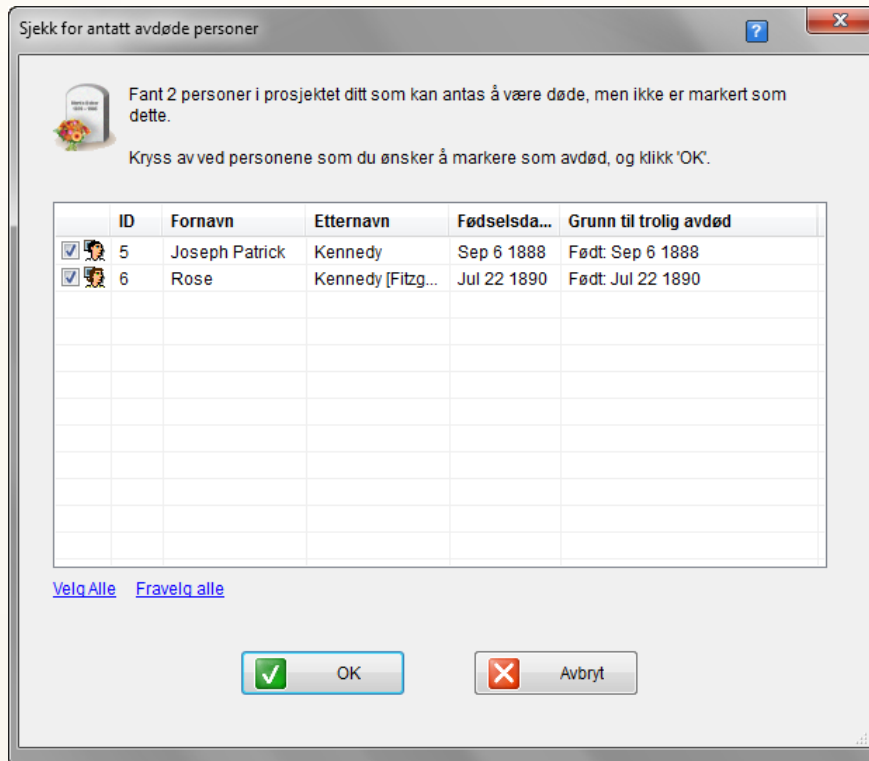 Sjekk for antatt avdøde personer
Fant 2 personer i prosjektet ditt som kan antas å være døde, men ikke er markert som
dette.
Kryss av ved personene som du ønsker å markere som avdød, og klikk 'OK'.
ID Fornavn Etternavn Fødselsda... Grunn til trolig avdød
5 Joseph Patrick Kennedy Sep 6 1888 Født: Sep 6 1888
6 Rose Kennedy [Fitzg... Jul 22 1890 Født: Jul 22 1890
Velg Alle Fravelg alle
OK Avbryt